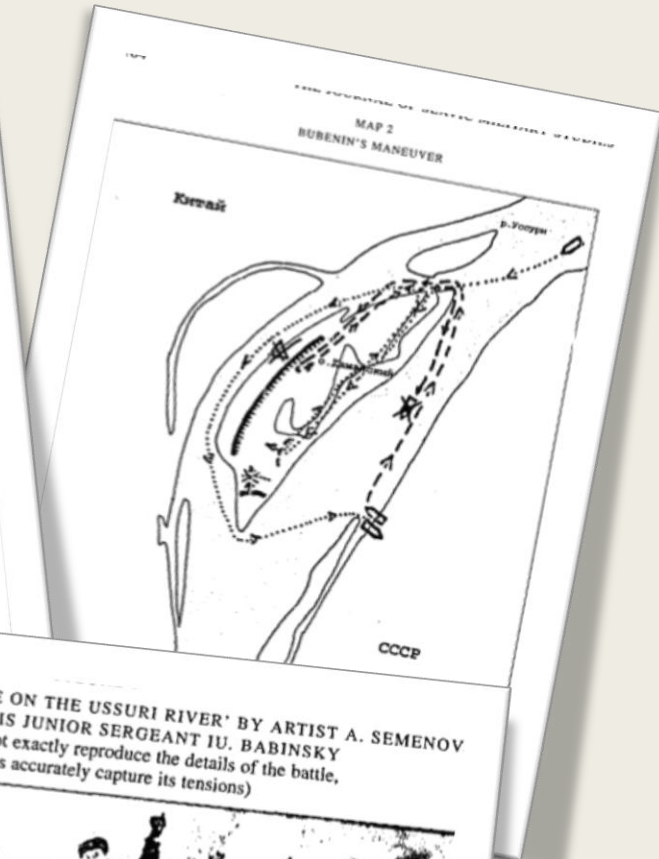 MAP 2
BUBENIN'S MANEUVER
Китай
р.Уссури
СССР
E ON THE USSURI RIVER' BY ARTIST A. SEMENOV
IS JUNIOR SERGEANT IU. BABINSKY
ot exactly reproduce the details of the battle,
s accurately capture its tensions)